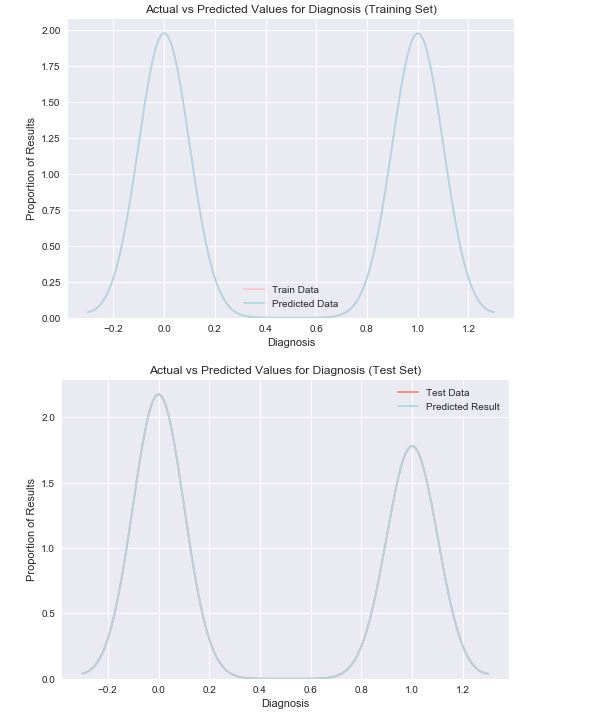 Actual vs Predicted Values for Diagnosis (Training Set)
2.00
1.75
1.50
1.25
1.00
0.75
0.50
0.25
0.00
Proportion of Results
Train Data
Predicted Data
−0.2 0.0 0.2 0.4 0.6 0.8 1.0 1.2
Diagnosis
Actual vs Predicted Values for Diagnosis (Test Set)
Test Data
Predicted Result
2.0
1.5
1.0
0.5
0.0
Proportion of Results
−0.2 0.0 0.2 0.4 0.6 0.8 1.0 1.2
Diagnosis